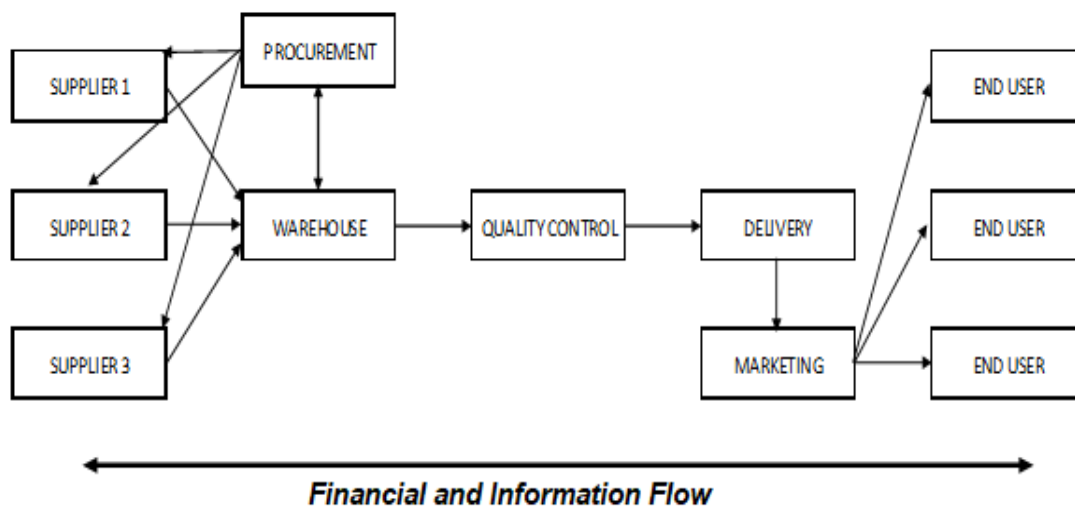 PROCUREMENT
SUPPLIER 1
END USER
SUPPLIER 2
WAREHOUSE
QUALITY CONTROL
DELIVERY
END USER
SUPPLIER 3
MARKETING
END USER
Financial and Information Flow